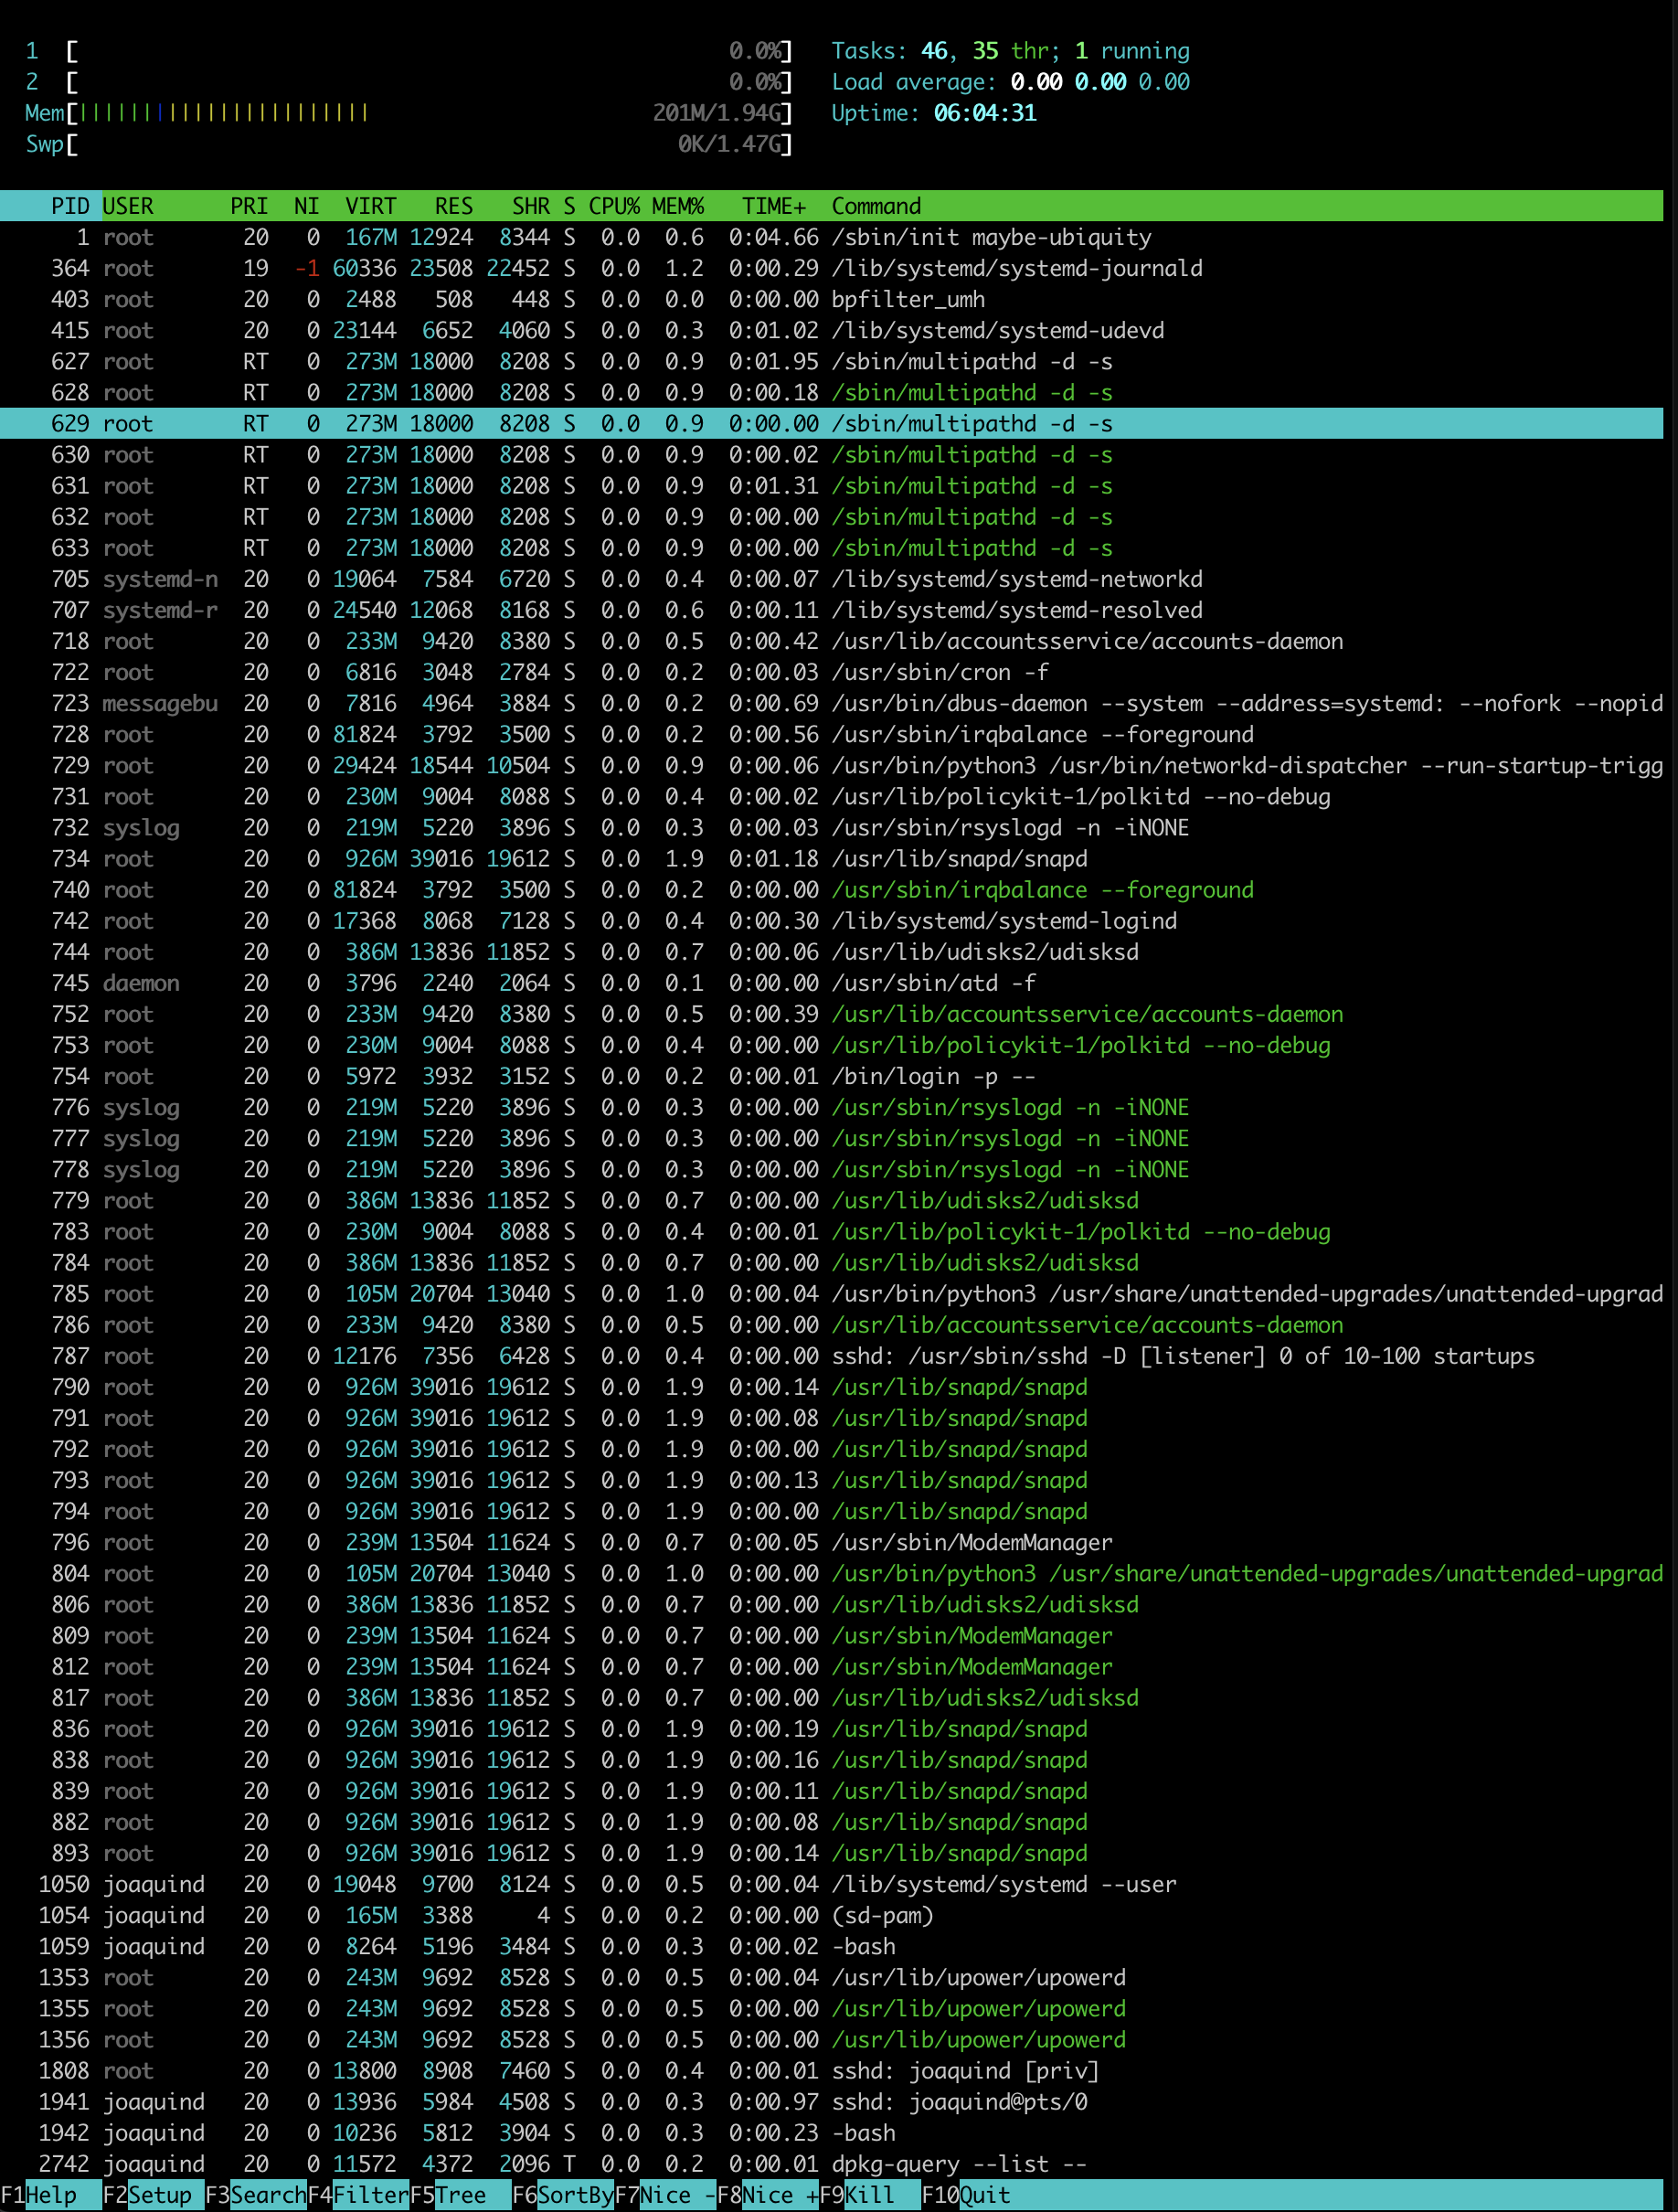 1 [ 0.0%] Tasks: 46, 35 thr; 1 running
2 [ 0.0%] Load average: 0.00 0.00 0.00
Mem[||||||||||||||||||||||| 201M/1.94G] Uptime: 06:04:31
Swp[ 0K/1.47G]
PID USER PRI NI VIRT RES SHR S CPU% MEM% TIME+ Command
1 root 20 0 167M 12924 8344 S 0.0 0.6 0:04.66 /sbin/init maybe-ubiquity
364 root 19 -1 60336 23508 22452 S 0.0 1.2 0:00.29 /lib/systemd/systemd-journald
403 root 20 0 2488 508 448 S 0.0 0.0 0:00.00 bpfilter_umh
415 root 20 0 23144 6652 4060 S 0.0 0.3 0:01.02 /lib/systemd/systemd-udevd
627 root RT 0 273M 18000 8208 S 0.0 0.9 0:01.95 /sbin/multipathd -d -s
628 root RT 0 273M 18000 8208 S 0.0 0.9 0:00.18 /sbin/multipathd -d -s
629 root RT 0 273M 18000 8208 S 0.0 0.9 0:00.00 /sbin/multipathd -d -s
630 root RT 0 273M 18000 8208 S 0.0 0.9 0:00.02 /sbin/multipathd -d -s
631 root RT 0 273M 18000 8208 S 0.0 0.9 0:01.31 /sbin/multipathd -d -s
632 root RT 0 273M 18000 8208 S 0.0 0.9 0:00.00 /sbin/multipathd -d -s
633 root RT 0 273M 18000 8208 S 0.0 0.9 0:00.00 /sbin/multipathd -d -s
705 systemd-n 20 0 19064 7584 6720 S 0.0 0.4 0:00.07 /lib/systemd/systemd-networkd
707 systemd-r 20 0 24540 12068 8168 S 0.0 0.6 0:00.11 /lib/systemd/systemd-resolved
718 root 20 0 233M 9420 8380 S 0.0 0.5 0:00.42 /usr/lib/accountsservice/accounts-daemon
722 root 20 0 6816 3048 2784 S 0.0 0.2 0:00.03 /usr/sbin/cron -f
723 messagebu 20 0 7816 4964 3884 S 0.0 0.2 0:00.69 /usr/bin/dbus-daemon --system --address=systemd: --nofork --nopid
728 root 20 0 81824 3792 3500 S 0.0 0.2 0:00.56 /usr/sbin/irqbalance --foreground
729 root 20 0 29424 18544 10504 S 0.0 0.9 0:00.06 /usr/bin/python3 /usr/bin/networkd-dispatcher --run-startup-trigg
731 root 20 0 230M 9004 8088 S 0.0 0.4 0:00.02 /usr/lib/policykit-1/polkitd --no-debug
732 syslog 20 0 219M 5220 3896 S 0.0 0.3 0:00.03 /usr/sbin/rsyslogd -n -iNONE
734 root 20 0 926M 39016 19612 S 0.0 1.9 0:01.18 /usr/lib/snapd/snapd
740 root 20 0 81824 3792 3500 S 0.0 0.2 0:00.00 /usr/sbin/irqbalance --foreground
742 root 20 0 17368 8068 7128 S 0.0 0.4 0:00.30 /lib/systemd/systemd-logind
744 root 20 0 386M 13836 11852 S 0.0 0.7 0:00.06 /usr/lib/udisks2/udisksd
745 daemon 20 0 3796 2240 2064 S 0.0 0.1 0:00.00 /usr/sbin/atd -f
752 root 20 0 233M 9420 8380 S 0.0 0.5 0:00.39 /usr/lib/accountsservice/accounts-daemon
753 root 20 0 230M 9004 8088 S 0.0 0.4 0:00.00 /usr/lib/policykit-1/polkitd --no-debug
754 root 20 0 5972 3932 3152 S 0.0 0.2 0:00.01 /bin/login -p --
776 syslog 20 0 219M 5220 3896 S 0.0 0.3 0:00.00 /usr/sbin/rsyslogd -n -iNONE
777 syslog 20 0 219M 5220 3896 S 0.0 0.3 0:00.00 /usr/sbin/rsyslogd -n -iNONE
778 syslog 20 0 219M 5220 3896 S 0.0 0.3 0:00.00 /usr/sbin/rsyslogd -n -iNONE
779 root 20 0 386M 13836 11852 S 0.0 0.7 0:00.00 /usr/lib/udisks2/udisksd
783 root 20 0 230M 9004 8088 S 0.0 0.4 0:00.01 /usr/lib/policykit-1/polkitd --no-debug
784 root 20 0 386M 13836 11852 S 0.0 0.7 0:00.00 /usr/lib/udisks2/udisksd
785 root 20 0 105M 20704 13040 S 0.0 1.0 0:00.04 /usr/bin/python3 /usr/share/unattended-upgrades/unattended-upgrad
786 root 20 0 233M 9420 8380 S 0.0 0.5 0:00.00 /usr/lib/accountsservice/accounts-daemon
787 root 20 0 12176 7356 6428 S 0.0 0.4 0:00.00 sshd: /usr/sbin/sshd -D [listener] 0 of 10-100 startups
790 root 20 0 926M 39016 19612 S 0.0 1.9 0:00.14 /usr/lib/snapd/snapd
791 root 20 0 926M 39016 19612 S 0.0 1.9 0:00.08 /usr/lib/snapd/snapd
792 root 20 0 926M 39016 19612 S 0.0 1.9 0:00.00 /usr/lib/snapd/snapd
793 root 20 0 926M 39016 19612 S 0.0 1.9 0:00.13 /usr/lib/snapd/snapd
794 root 20 0 926M 39016 19612 S 0.0 1.9 0:00.00 /usr/lib/snapd/snapd
796 root 20 0 239M 13504 11624 S 0.0 0.7 0:00.05 /usr/sbin/ModemManager
804 root 20 0 105M 20704 13040 S 0.0 1.0 0:00.00 /usr/bin/python3 /usr/share/unattended-upgrades/unattended-upgrad
806 root 20 0 386M 13836 11852 S 0.0 0.7 0:00.00 /usr/lib/udisks2/udisksd
809 root 20 0 239M 13504 11624 S 0.0 0.7 0:00.00 /usr/sbin/ModemManager
812 root 20 0 239M 13504 11624 S 0.0 0.7 0:00.00 /usr/sbin/ModemManager
817 root 20 0 386M 13836 11852 S 0.0 0.7 0:00.00 /usr/lib/udisks2/udisksd
836 root 20 0 926M 39016 19612 S 0.0 1.9 0:00.19 /usr/lib/snapd/snapd
838 root 20 0 926M 39016 19612 S 0.0 1.9 0:00.16 /usr/lib/snapd/snapd
839 root 20 0 926M 39016 19612 S 0.0 1.9 0:00.11 /usr/lib/snapd/snapd
882 root 20 0 926M 39016 19612 S 0.0 1.9 0:00.08 /usr/lib/snapd/snapd
893 root 20 0 926M 39016 19612 S 0.0 1.9 0:00.14 /usr/lib/snapd/snapd
1050 joaquind 20 0 19048 9700 8124 S 0.0 0.5 0:00.04 /lib/systemd/systemd --user
1054 joaquind 20 0 165M 3388 4 S 0.0 0.2 0:00.00 (sd-pam)
1059 joaquind 20 0 8264 5196 3484 S 0.0 0.3 0:00.02 -bash
1353 root 20 0 243M 9692 8528 S 0.0 0.5 0:00.04 /usr/lib/upower/upowerd
1355 root 20 0 243M 9692 8528 S 0.0 0.5 0:00.00 /usr/lib/upower/upowerd
1356 root 20 0 243M 9692 8528 S 0.0 0.5 0:00.00 /usr/lib/upower/upowerd
1808 root 20 0 13800 8908 7460 S 0.0 0.4 0:00.01 sshd: joaquind [priv]
1941 joaquind 20 0 13936 5984 4508 S 0.0 0.3 0:00.97 sshd: joaquind@pts/0
1942 joaquind 20 0 10236 5812 3904 S 0.0 0.3 0:00.23 -bash
2742 joaquind 20 0 11572 4372 2096 T 0.0 0.2 0:00.01 dpkg-query --list --
F1Help F2Setup F3SearchF4FilterF5Tree F6SortByF7Nice -F8Nice +F9Kill F10Quit